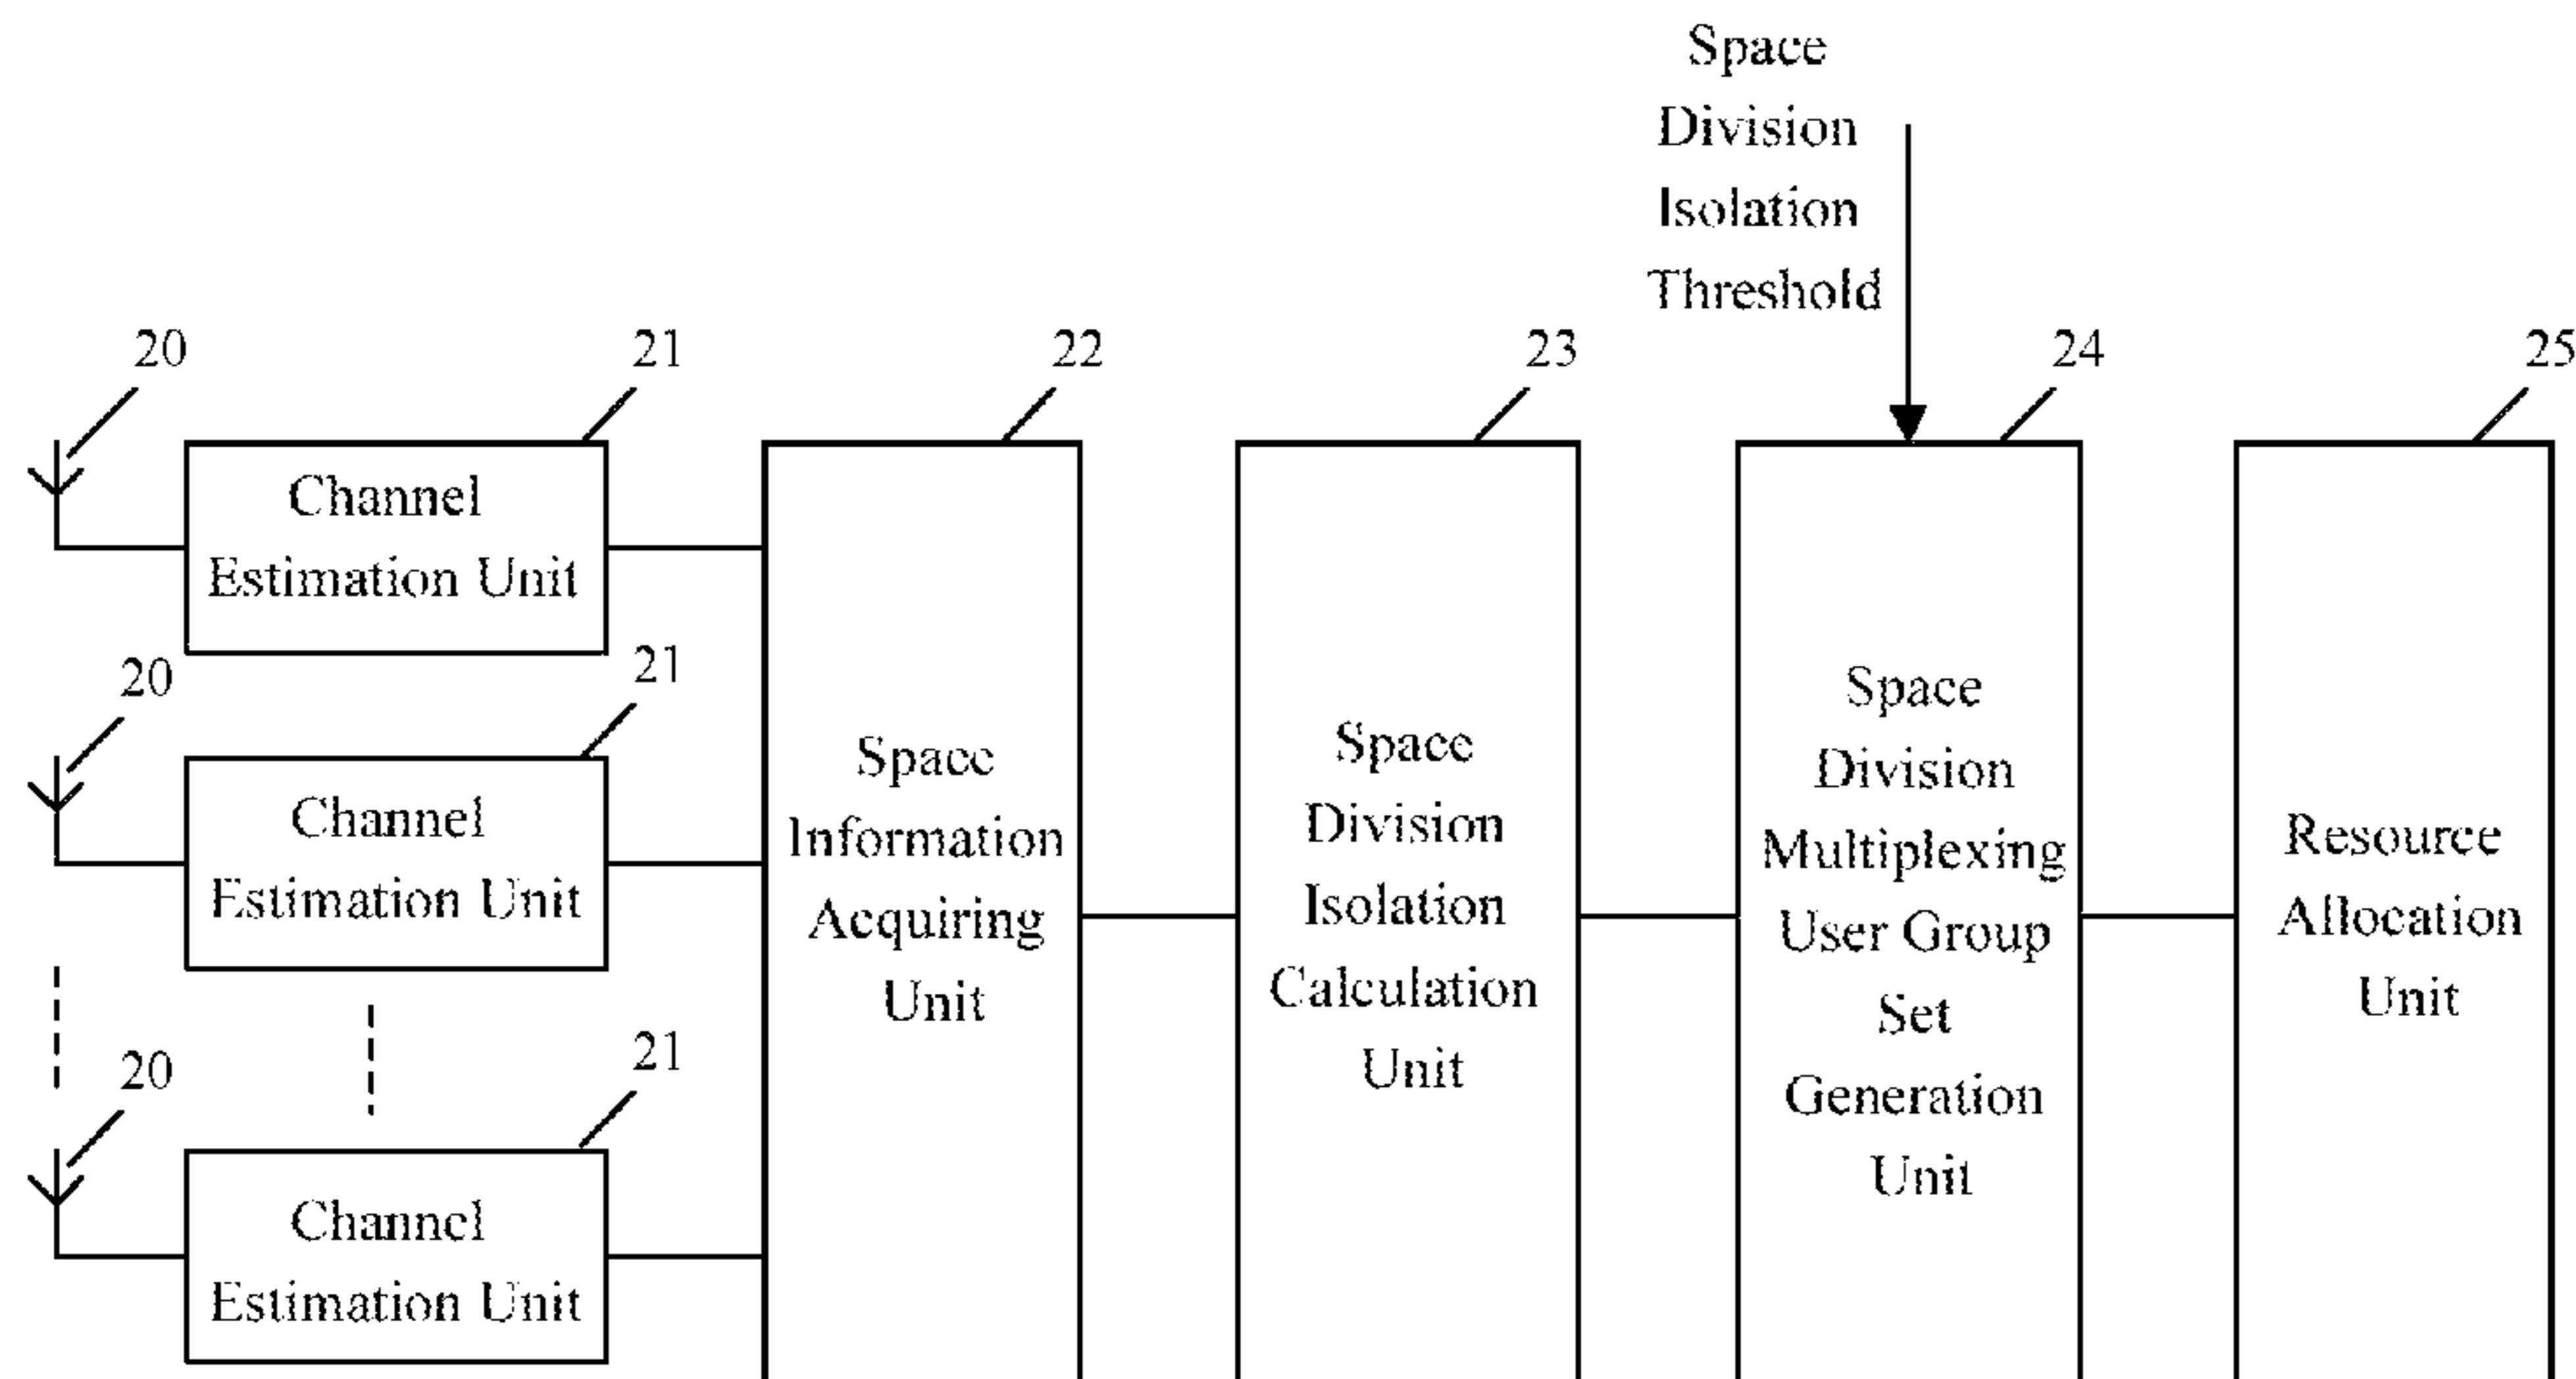 Space
Division
Isolation
Threshold
20
21
22
23
24
25
Channel
Estimation Unit
20
21
Channel
Estimation Unit
20
21
Channel
Estimation Unit
Space
Information
Acquiring
Unit
Space
Division
Isolation
Calculation
Unit
Space
Division
Multiplexing
User Group
Set
Generation
Unit
Resource
Allocation
Unit